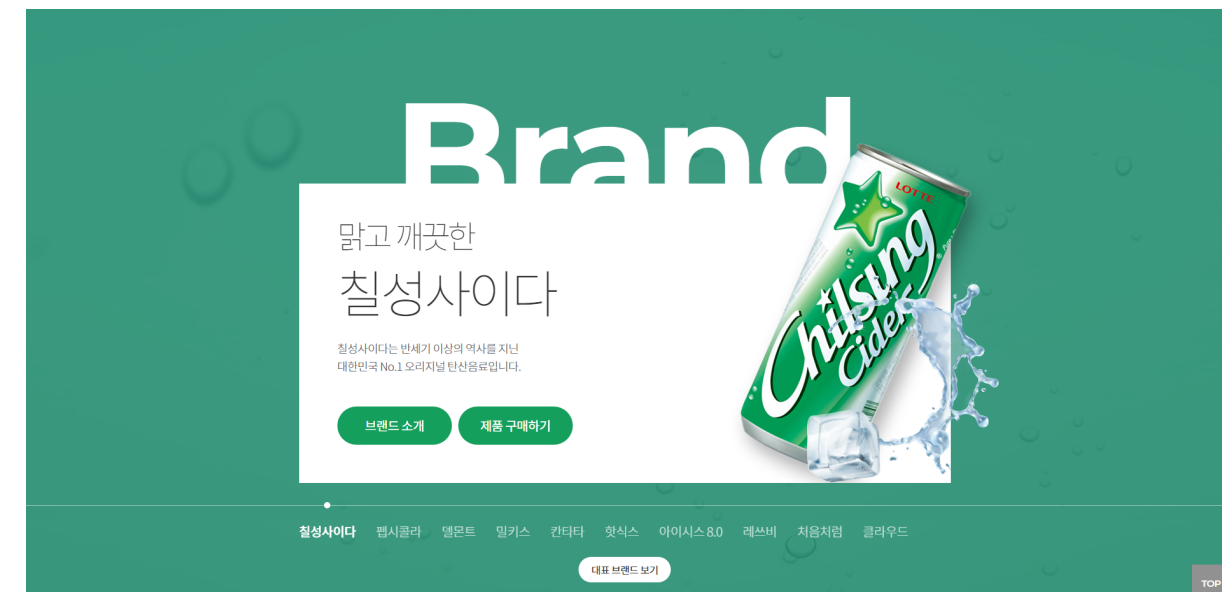 Brand
맑고 깨끗한
칠성사이다
칠성사이다는 반세기 이상의 역사를 지닌
대한민국 No.1 오리지널 탄산음료입니다.
브랜드 소개 제품 구매하기
LOTTE
Chilsung
Cider
칠성사이다 펩시콜라 델몬트 밀키스 칸타타 핫식스 아이시스 8.0 레쓰비 처음처럼 클라우드
대표 브랜드 보기
TOP